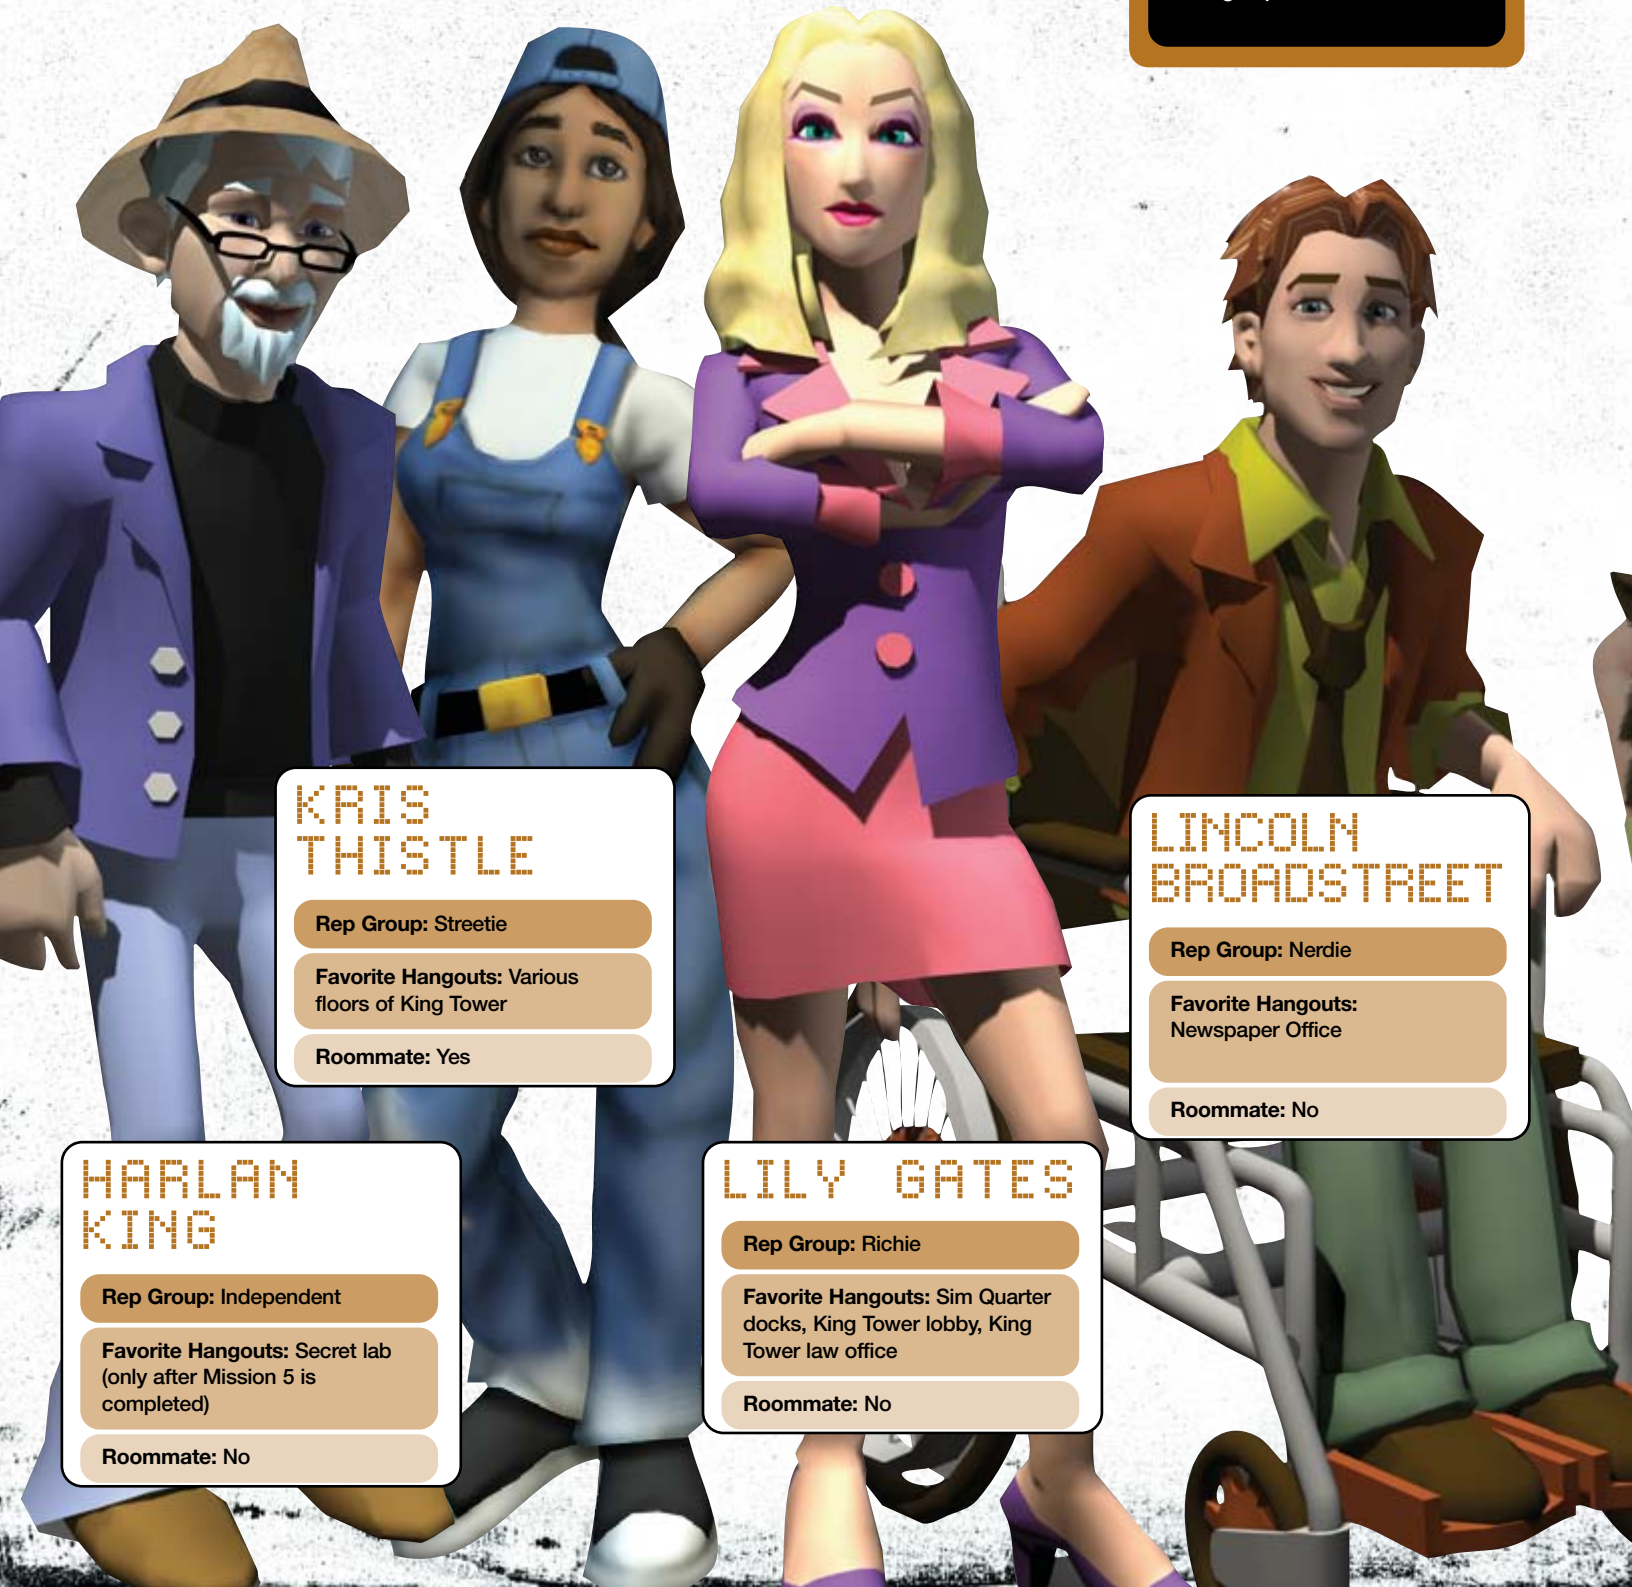 KRIS
THISTLE
Rep Group: Streetie
Favorite Hangouts: Various
floors of King Tower
Roommate: Yes
LINCOLN
BROADSTREET
Rep Group: Nerdie
Favorite Hangouts:
Newspaper Office
Roommate: No
HARLAN
KING
Rep Group: Independent
Favorite Hangouts: Secret lab
(only after Mission 5 is
completed)
Roommate: No
LILY GATES
Rep Group: Richie
Favorite Hangouts: Sim Quarter
docks, King Tower lobby, King
Tower law office
Roommate: No